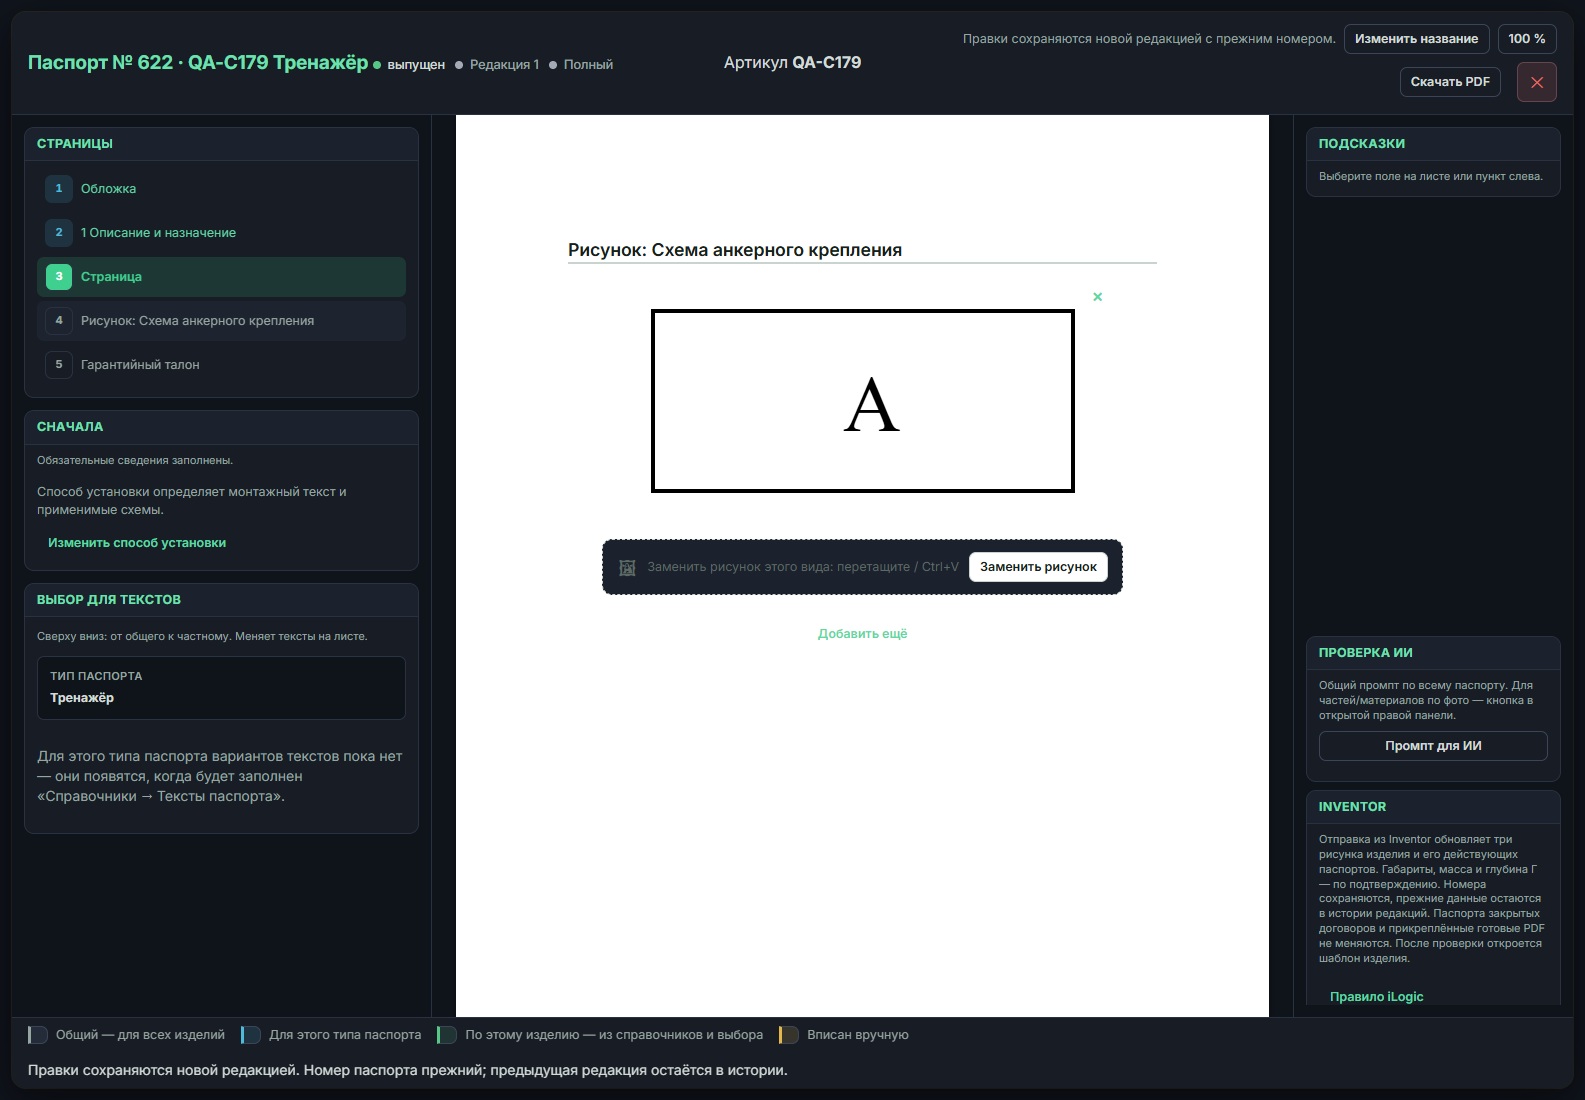 Паспорт № 622 · QA-C179 Тренажёр
выпущен
Редакция 1
Полный
Артикул QA-C179
Правки сохраняются новой редакцией с прежним номером.
Изменить название
100 %
Скачать PDF
СТРАНИЦЫ
1 Обложка
2 1 Описание и назначение
3 Страница
4 Рисунок: Схема анкерного крепления
5 Гарантийный талон
СНАЧАЛА
Обязательные сведения заполнены.
Способ установки определяет монтажный текст и
применимые схемы.
Изменить способ установки
ВЫБОР ДЛЯ ТЕКСТОВ
Сверху вниз: от общего к частному. Меняет тексты на листе.
ТИП ПАСПОРТА
Тренажёр
Для этого типа паспорта вариантов текстов пока нет
— они появятся, когда будет заполнен
«Справочники → Тексты паспорта».
Рисунок: Схема анкерного крепления
A
Заменить рисунок этого вида: перетащите / Ctrl+V
Заменить рисунок
Добавить ещё
ПОДСКАЗКИ
Выберите поле на листе или пункт слева.
ПРОВЕРКА ИИ
Общий промпт по всему паспорту. Для
частей/материалов по фото — кнопка в
открытой правой панели.
Промпт для ИИ
INVENTOR
Отправка из Inventor обновляет три
рисунка изделия и его действующих
паспортов. Габариты, масса и глубина Г
— по подтверждению. Номера
сохраняются, прежние данные остаются
в истории редакций. Паспорта закрытых
договоров и прикреплённые готовые PDF
не меняются. После проверки откроется
шаблон изделия.
Правило iLogic
Общий — для всех изделий
Для этого типа паспорта
По этому изделию — из справочников и выбора
Вписан вручную
Правки сохраняются новой редакцией. Номер паспорта прежний; предыдущая редакция остаётся в истории.